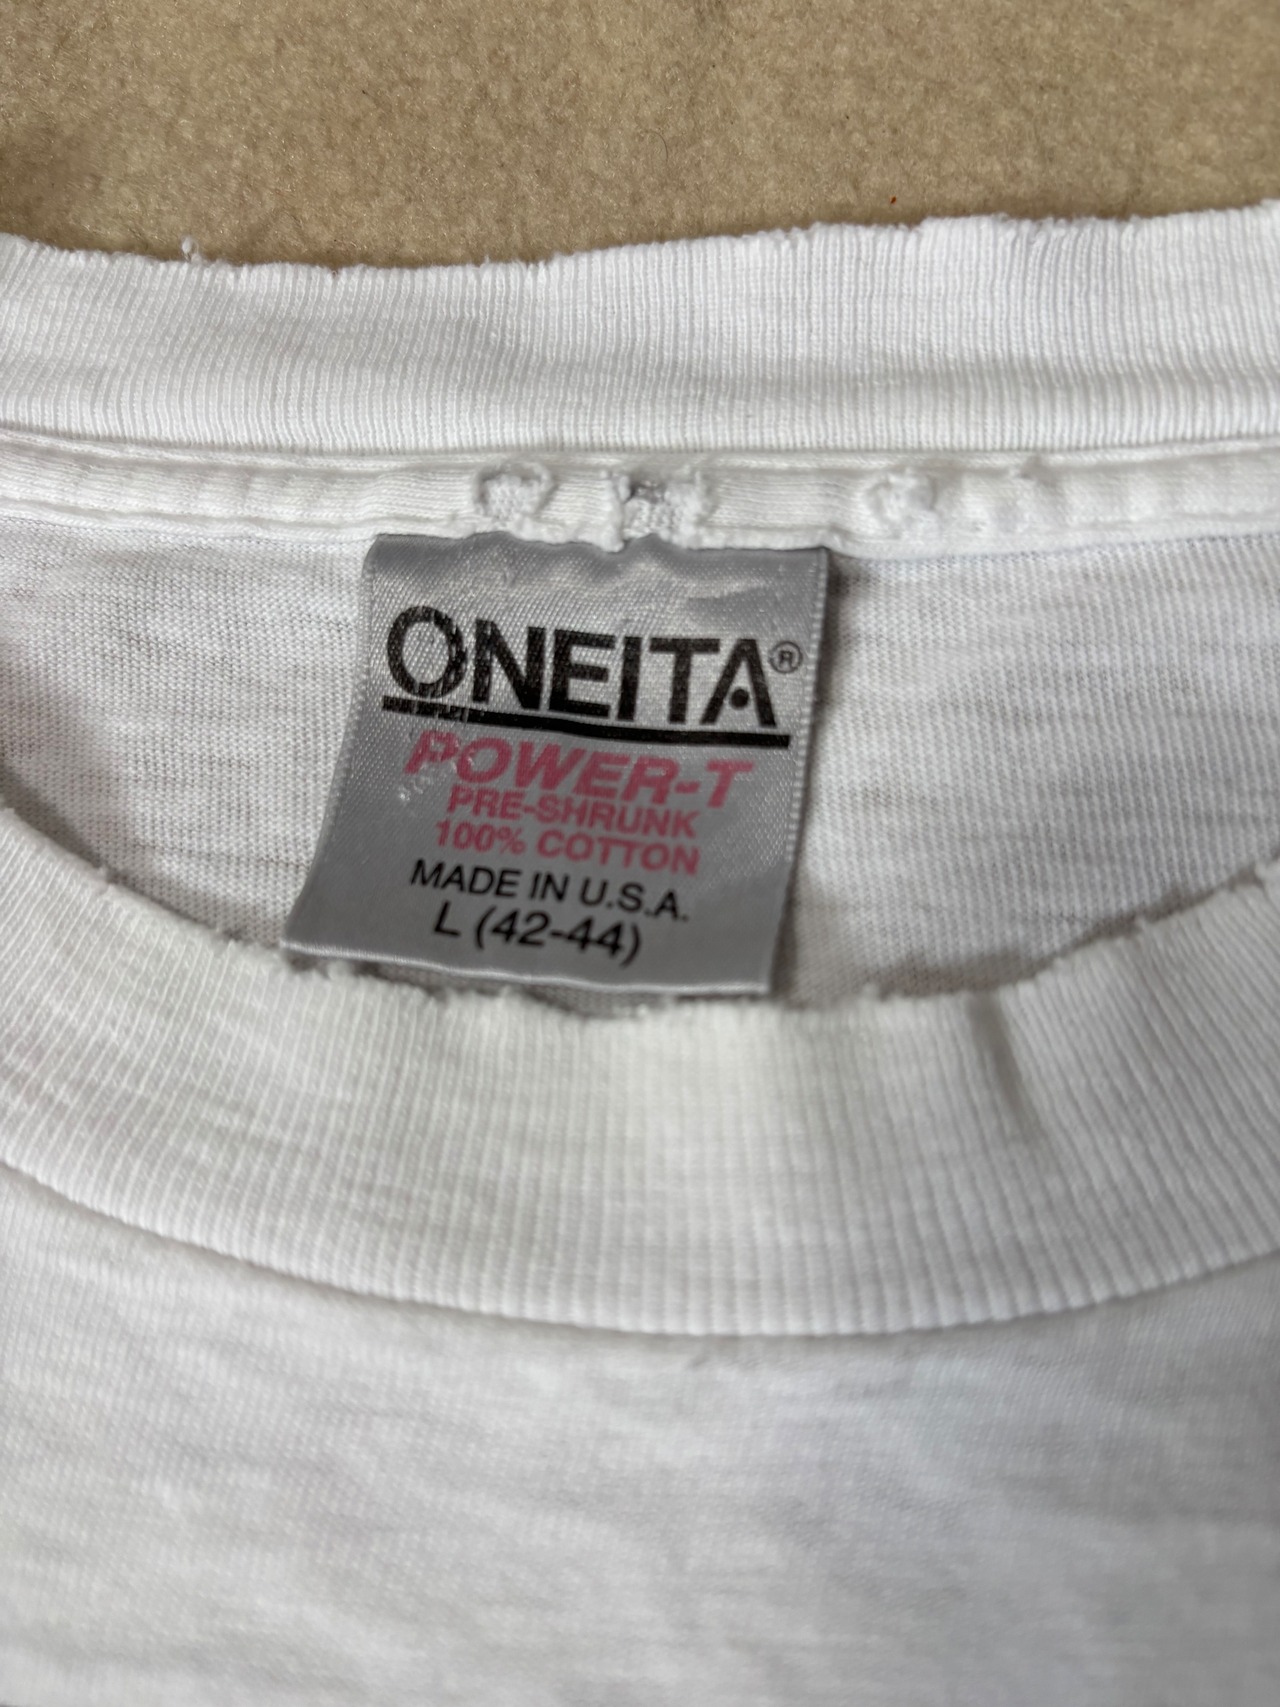 ONEITA®
POWER-T
PRE-SHRUNK
100% COTTON
MADE IN U.S.A.
L (42-44)